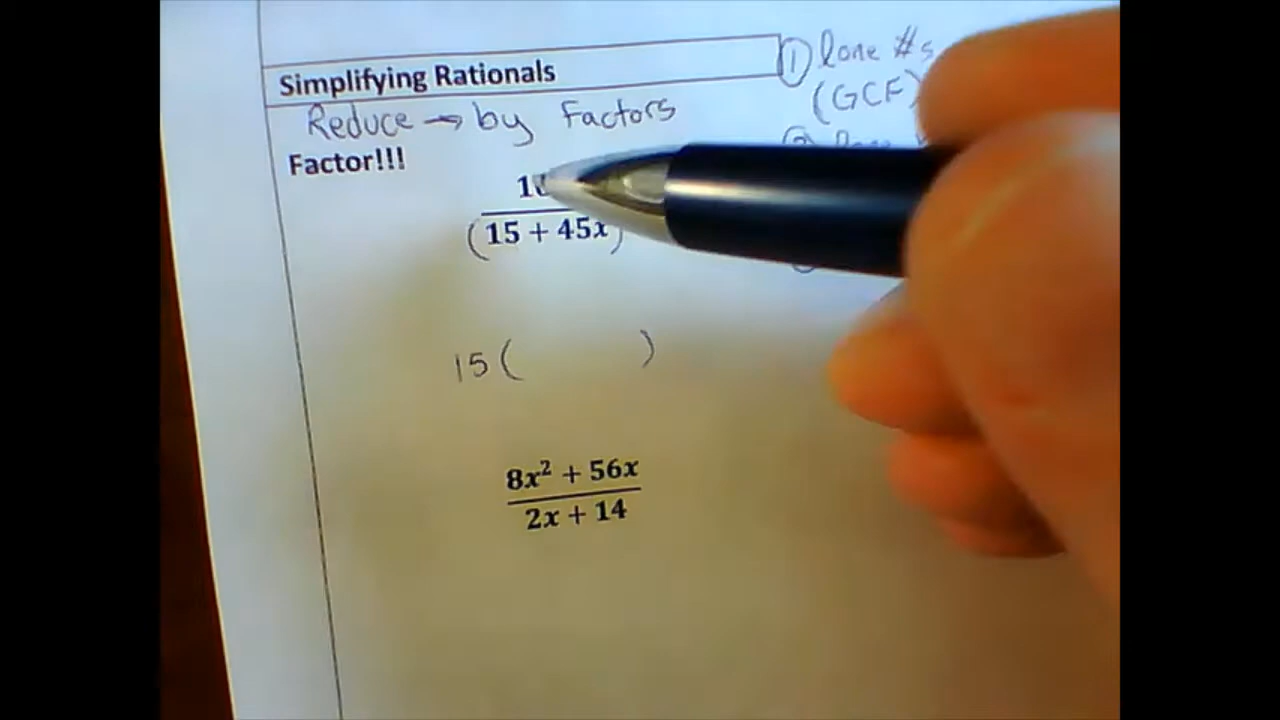 ① lone #s
Simplifying Rationals
(GCF)
Reduce → by Factors
Factor!!!
(15 + 45x)
15 ( )
8x² + 56x
2x + 14